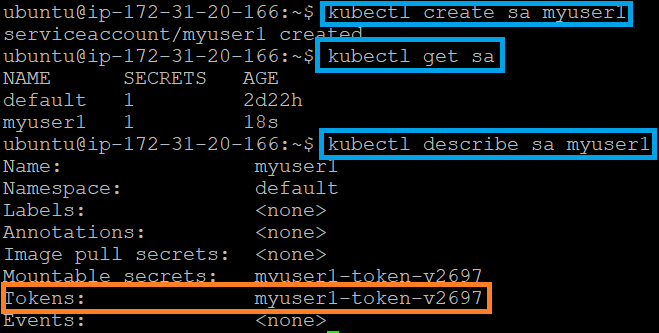 ubuntu@ip-172-31-20-166:~$ kubectl create sa myuser1
serviceaccount/myuser1 created
ubuntu@ip-172-31-20-166:~$ kubectl get sa
NAME SECRETS AGE
default 1 2d22h
myuser1 1 18s
ubuntu@ip-172-31-20-166:~$ kubectl describe sa myuser1
Name: myuser1
Namespace: default
Labels: <none>
Annotations: <none>
Image pull secrets: <none>
Mountable secrets: myuser1-token-v2697
Tokens: myuser1-token-v2697
Events: <none>